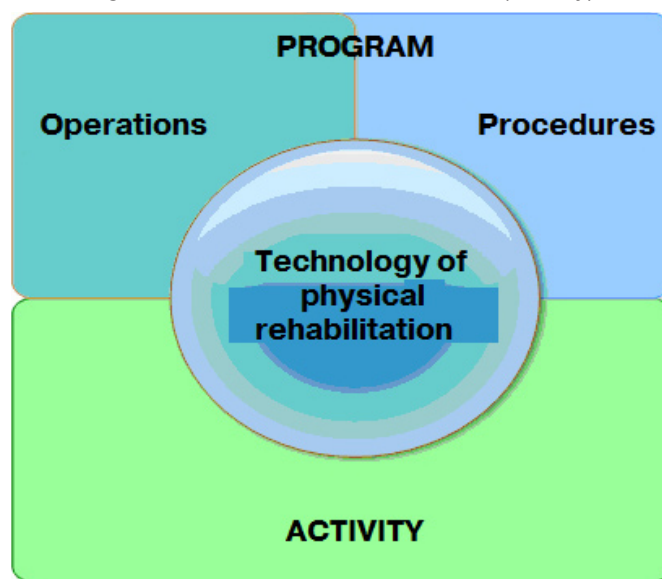 PROGRAM
Operations
Procedures
Technology of
physical
rehabilitation
ACTIVITY